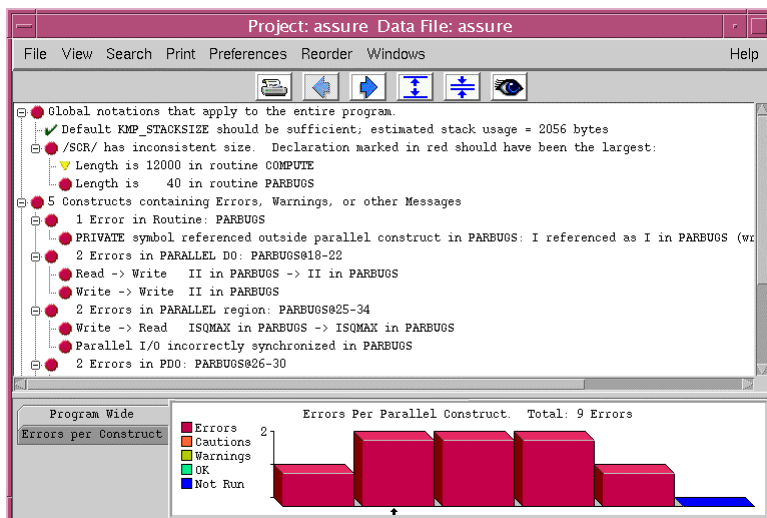 Project: assure Data File: assure
File View Search Print Preferences Reorder Windows Help
Global notations that apply to the entire program.
Default KMP_STACKSIZE should be sufficient; estimated stack usage = 2056 bytes
/SCR/ has inconsistent size. Declaration marked in red should have been the largest:
Length is 12000 in routine COMPUTE
Length is 40 in routine PARBUGS
5 Constructs containing Errors, Warnings, or other Messages
1 Error in Routine: PARBUGS
PRIVATE symbol referenced outside parallel construct in PARBUGS: I referenced as I in PARBUGS (wr
2 Errors in PARALLEL DO: PARBUGS@18-22
Read -> Write II in PARBUGS -> II in PARBUGS
Write -> Write II in PARBUGS
2 Errors in PARALLEL region: PARBUGS@25-34
Write -> Read ISQMAX in PARBUGS -> ISQMAX in PARBUGS
Parallel I/O incorrectly synchronized in PARBUGS
2 Errors in PDO: PARBUGS@26-30
Program Wide
Errors per Construct
Errors Per Parallel Construct. Total: 9 Errors
Errors
Cautions
Warnings
OK
Not Run
2